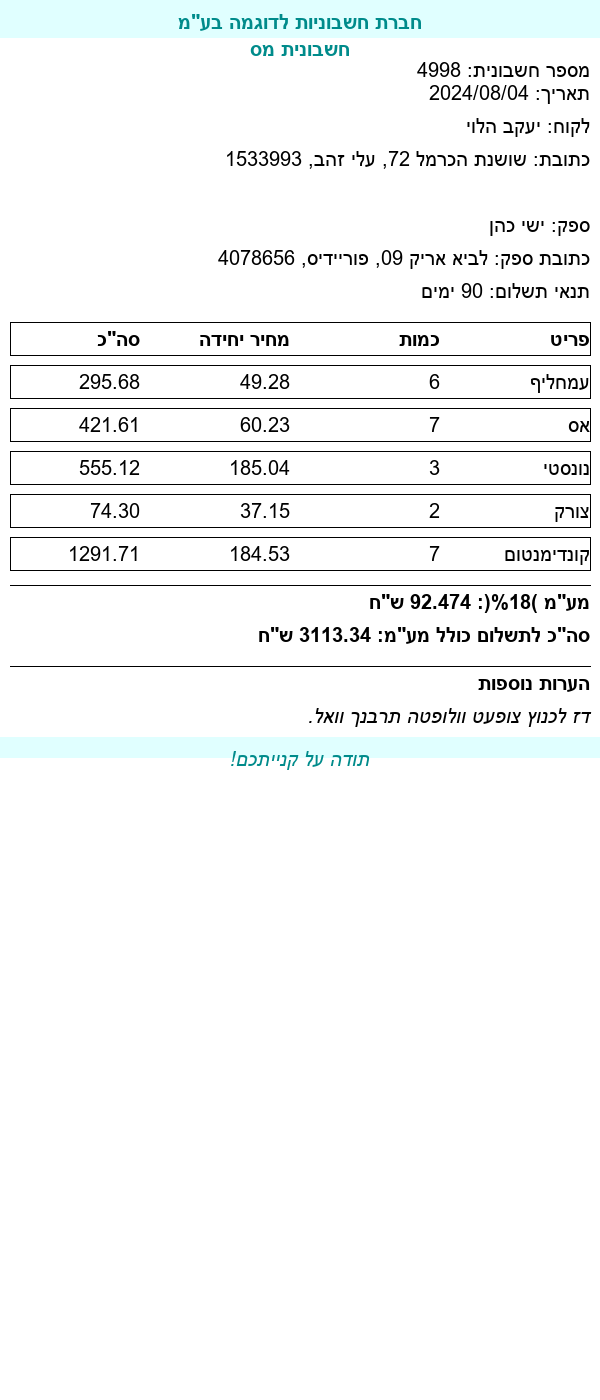 חברת חשבוניות לדוגמה בע"מ
חשבונית מס
מספר חשבונית: 4998
תאריך: 2024/08/04
לקוח: יעקב הלוי
כתובת: שושנת הכרמל 72, עלי זהב, 1533993
ספק: ישי כהן
כתובת ספק: לביא אריק 09, פוריידיס, 4078656
תנאי תשלום: 90 ימים
פריט כמות מחיר יחידה סה"כ
עמחליף 6 49.28 295.68
אס 7 60.23 421.61
נונסטי 3 185.04 555.12
צורק 2 37.15 74.30
קונדימנטום 7 184.53 1291.71
מע"מ )18%(: 92.474 ש"ח
סה"כ לתשלום כולל מע"מ: 3113.34 ש"ח
הערות נוספות
דז לכנוץ צופעט וולופטה תרבנך וואל.
תודה על קנייתכם!